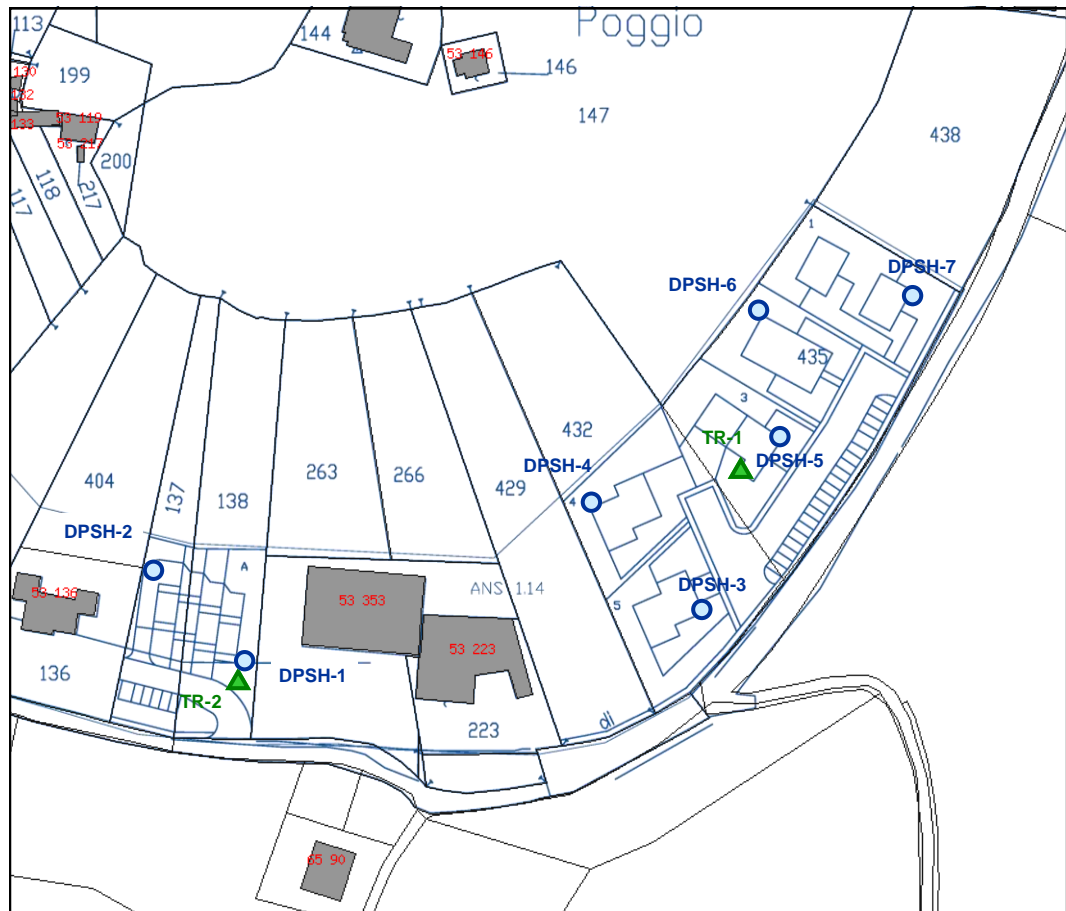 Poggio
113
144
53 146
146
130
199
132
147
133
53 119
56 217
438
200
118
217
117
1
DPSH-7
DPSH-6
435
3
432
TR-1
DPSH-5
263
266
DPSH-4
404
137
138
429
4
DPSH-2
A
ANS 1.14
53 136
53 353
5
DPSH-3
53 223
136
DPSH-1
TR-2
di
223
65 90